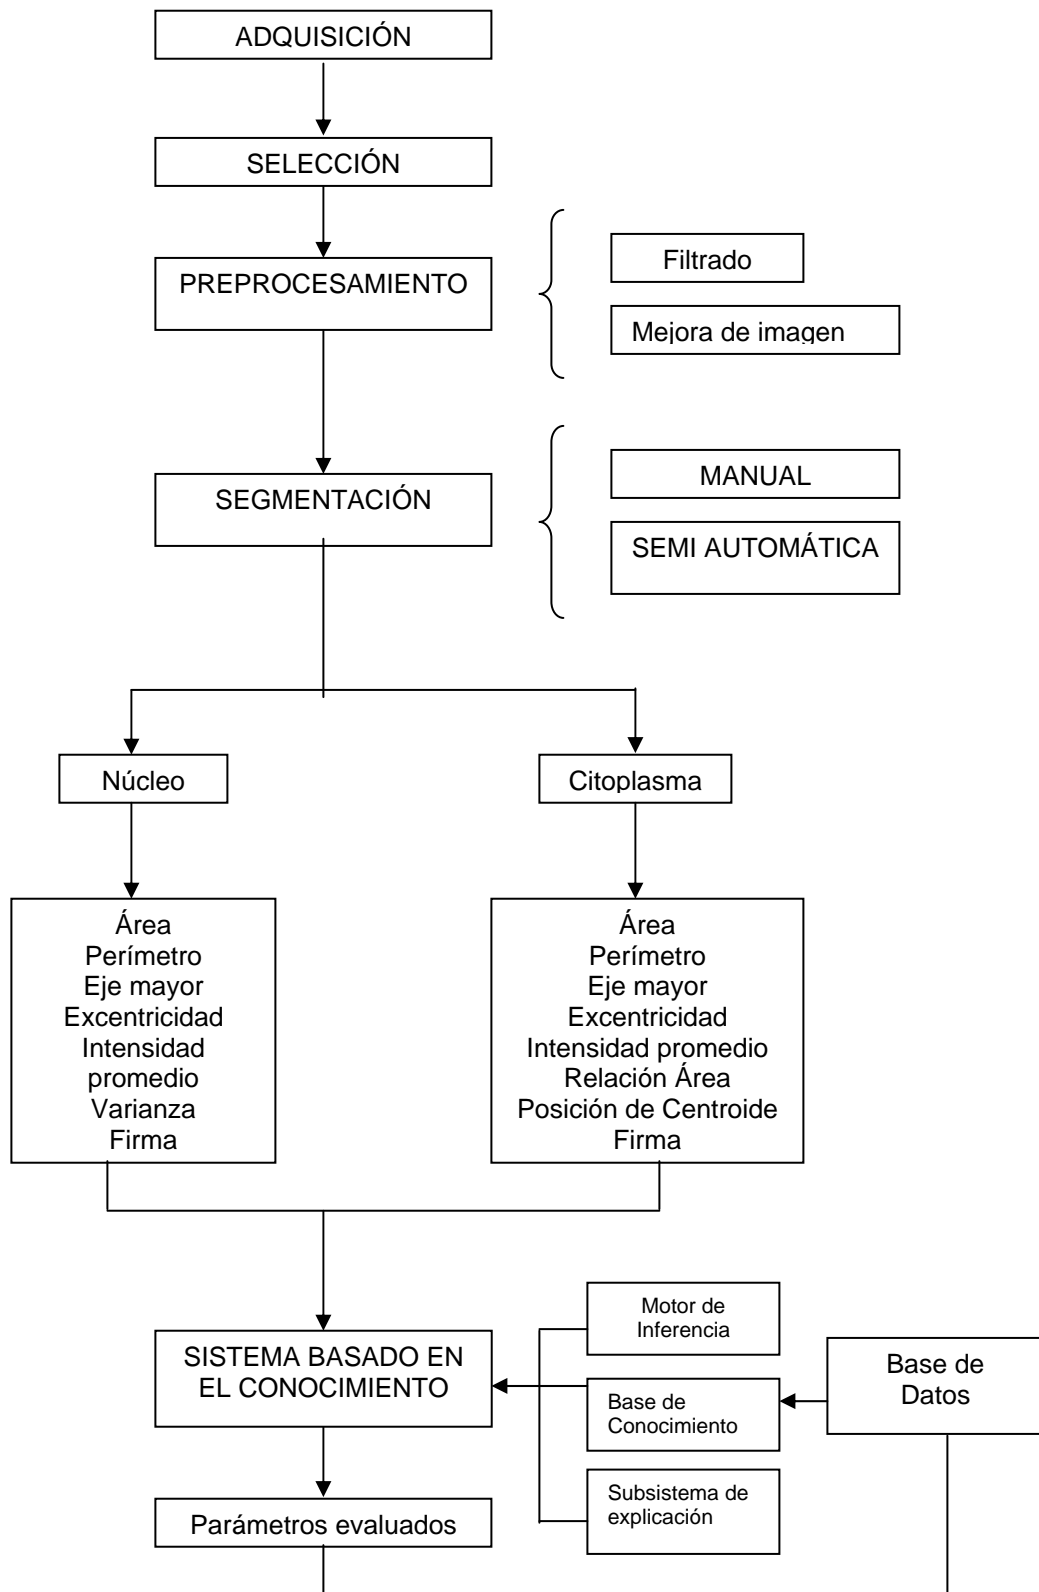 ADQUISICIÓN
SELECCIÓN
PREPROCESAMIENTO
Filtrado
Mejora de imagen
SEGMENTACIÓN
MANUAL
SEMI AUTOMÁTICA
Núcleo
Citoplasma
Área
Perímetro
Eje mayor
Excentricidad
Intensidad
promedio
Varianza
Firma
Área
Perímetro
Eje mayor
Excentricidad
Intensidad promedio
Relación Área
Posición de Centroide
Firma
SISTEMA BASADO EN
EL CONOCIMIENTO
Motor de
Inferencia
Base de
Conocimiento
Subsistema de
explicación
Base de
Datos
Parámetros evaluados